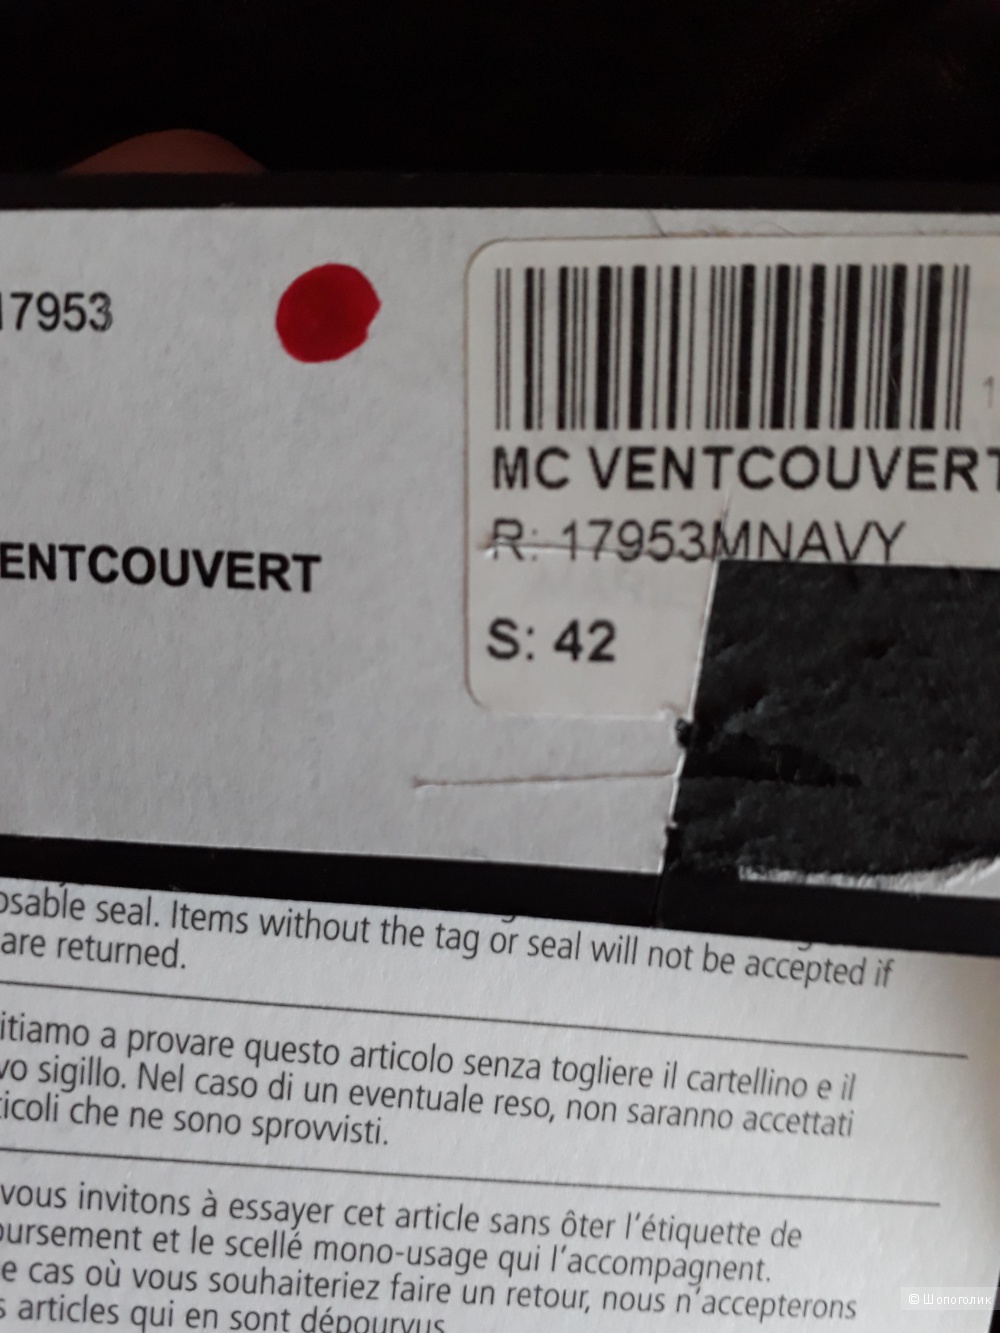 17953
MC VENTCOUVERT
R: 17953MNAVY
ENTCOUVERT
S: 42
osable seal. Items without the tag or seal will not be accepted if
are returned.
itiamo a provare questo articolo senza togliere il cartellino e il
vo sigillo. Nel caso di un eventuale reso, non saranno accettati
ticoli che ne sono sprovvisti.
vous invitons à essayer cet article sans ôter l'étiquette de
oursement et le scellé mono-usage qui l'accompagnent.
e cas où vous souhaiteriez faire un retour, nous n'accepterons
s articles qui en sont dépourvus
© Шопоголик